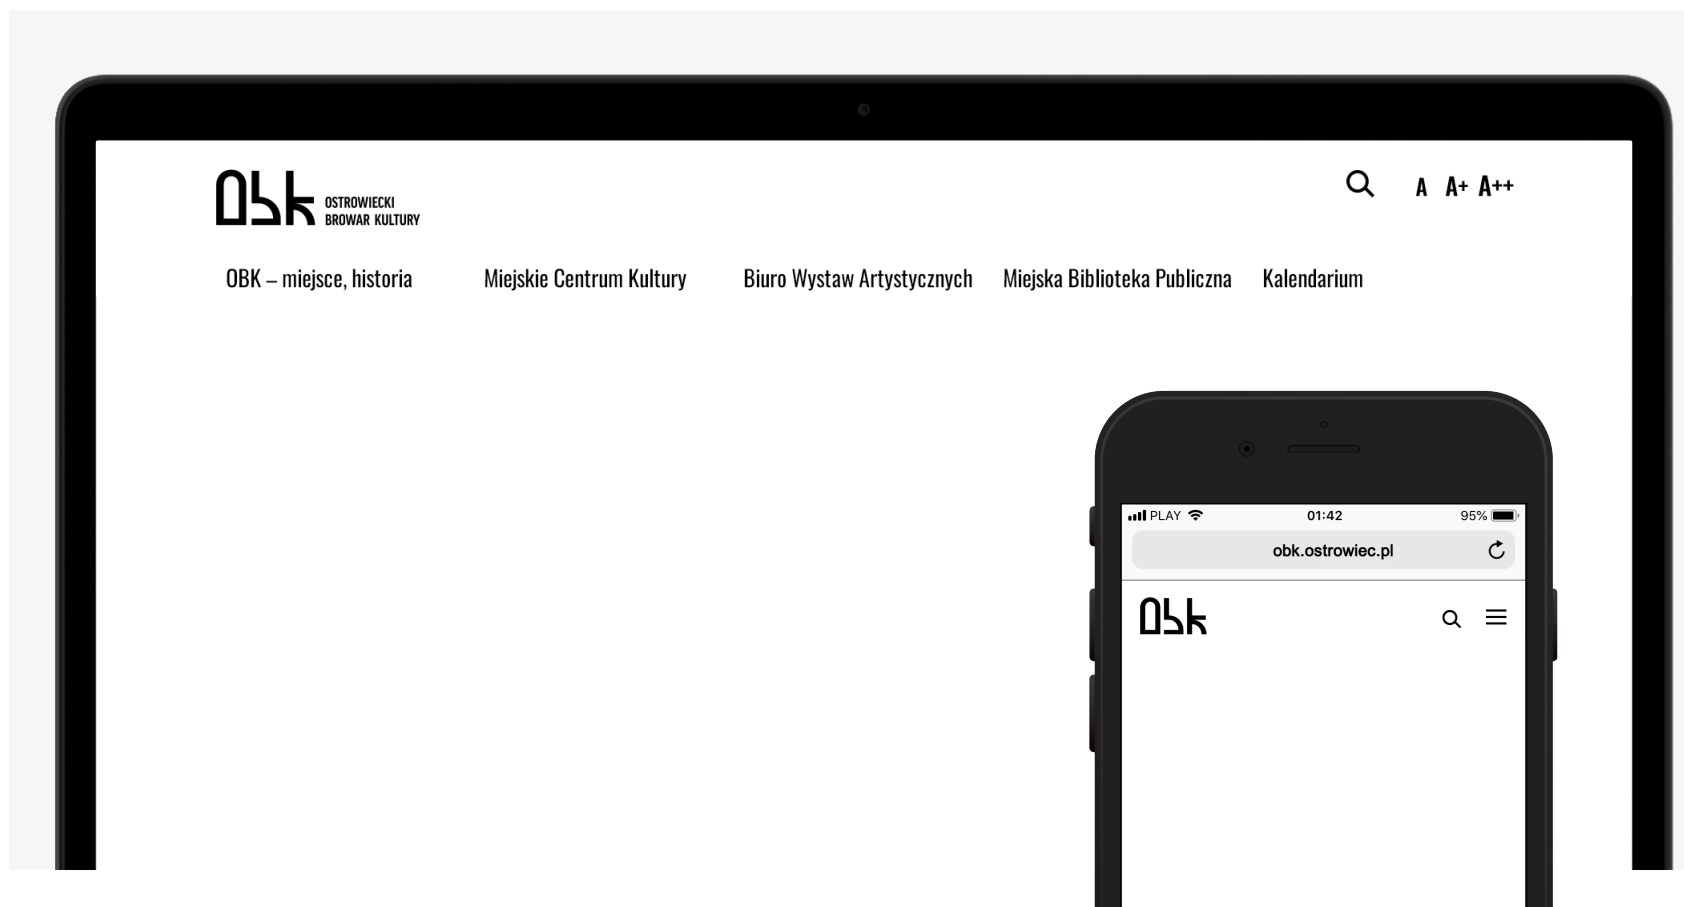 Obk OSTROWIECKI
BROWAR KULTURY
A A+ A++
OBK – miejsce, historia Miejskie Centrum Kultury Biuro Wystaw Artystycznych Miejska Biblioteka Publiczna Kalendarium
PLAY 01:42 95%
obk.ostrowiec.pl
Obk